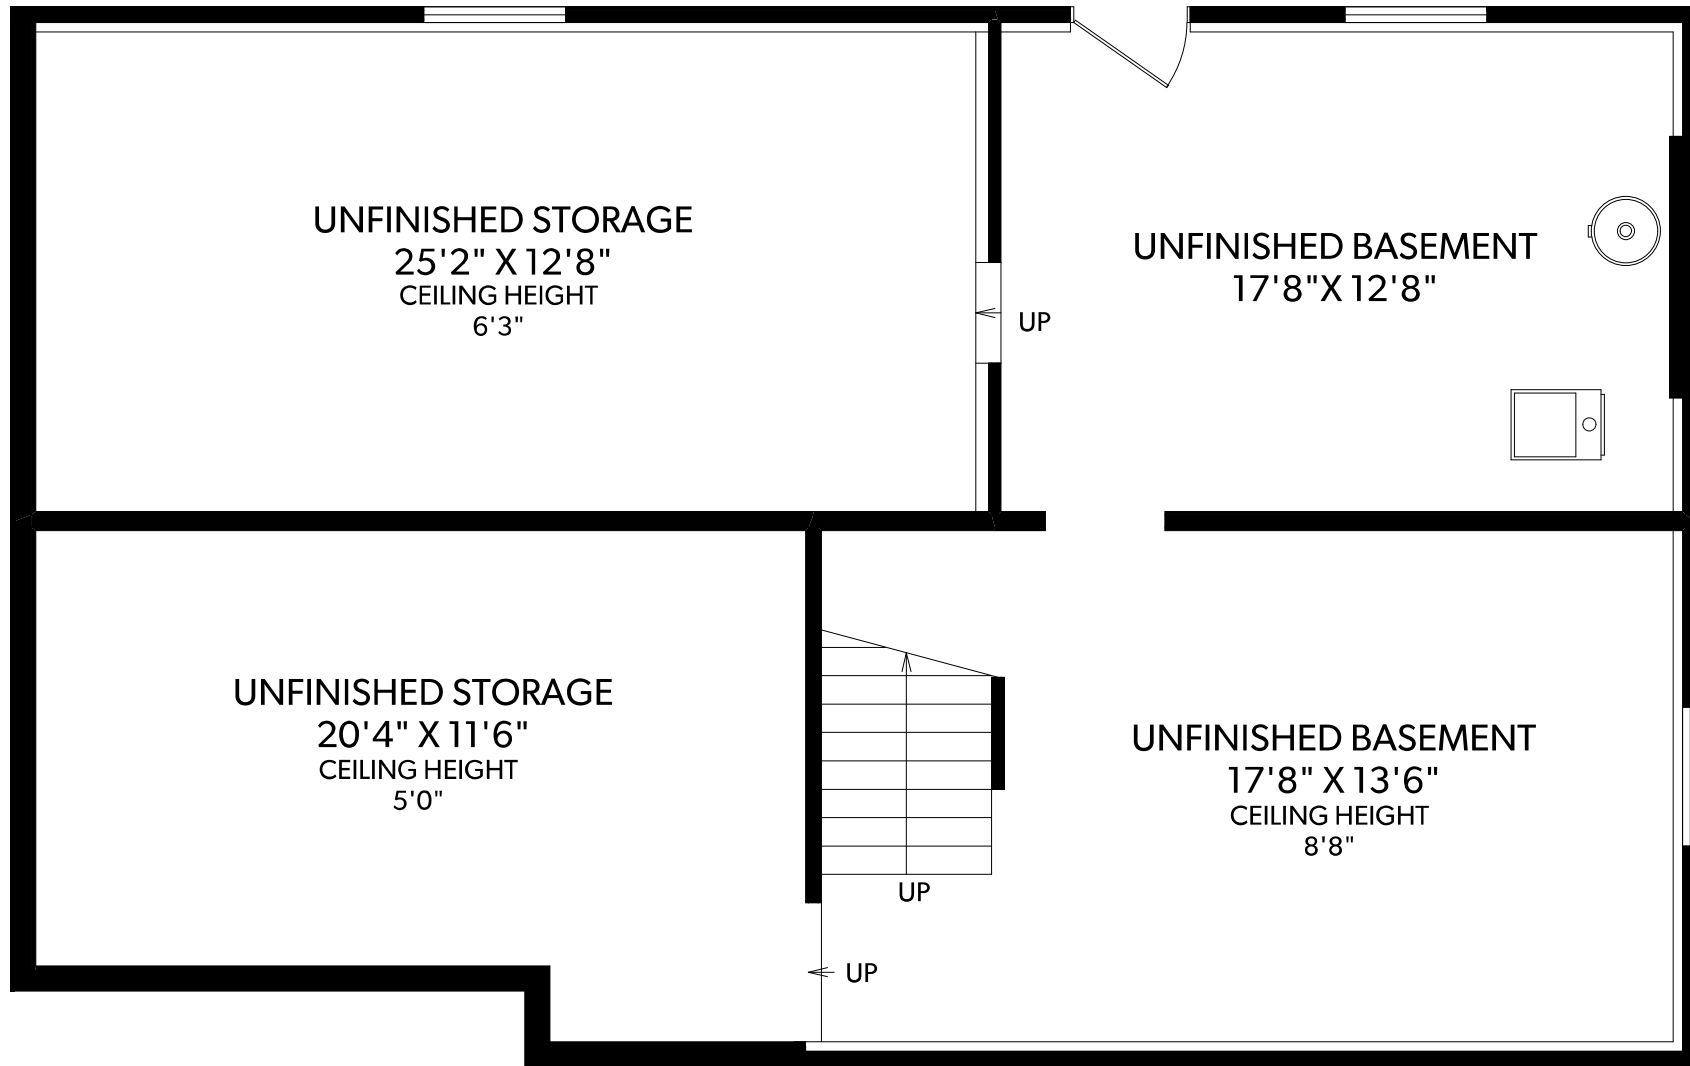 UNFINISHED STORAGE
25'2" X 12'8"
CEILING HEIGHT
6'3"
UNFINISHED BASEMENT
17'8"X 12'8"
UP
UNFINISHED STORAGE
20'4" X 11'6"
CEILING HEIGHT
5'0"
UNFINISHED BASEMENT
17'8" X 13'6"
CEILING HEIGHT
8'8"
UP
UP